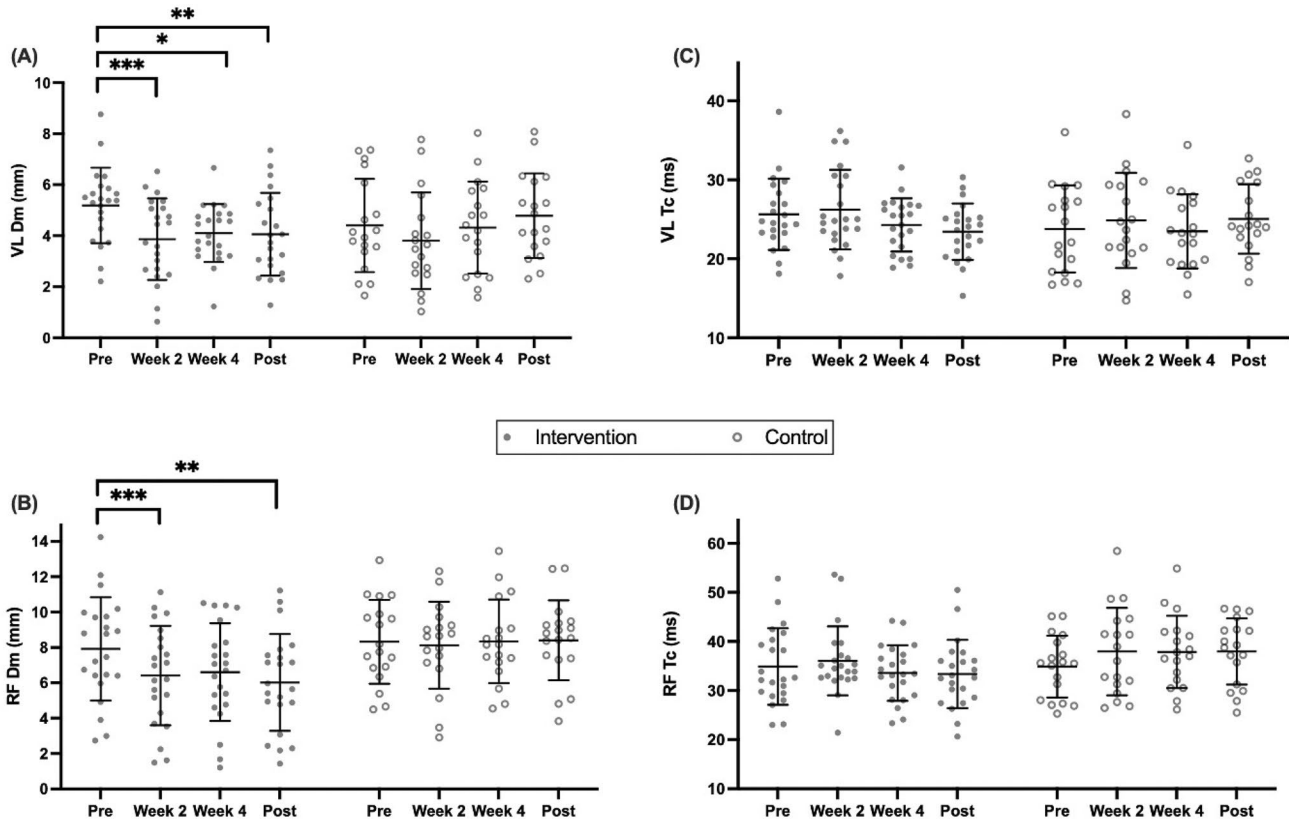 (A)
**
*
***
VL Dm (mm)
10
8
6
4
2
0
Pre Week 2 Week 4 Post Pre Week 2 Week 4 Post
(C)
VL Tc (ms)
40
30
20
10
Pre Week 2 Week 4 Post Pre Week 2 Week 4 Post
Intervention Control
(B)
**
***
RF Dm (mm)
14
12
10
8
6
4
2
0
Pre Week 2 Week 4 Post Pre Week 2 Week 4 Post
(D)
RF Tc (ms)
60
50
40
30
20
10
Pre Week 2 Week 4 Post Pre Week 2 Week 4 Post